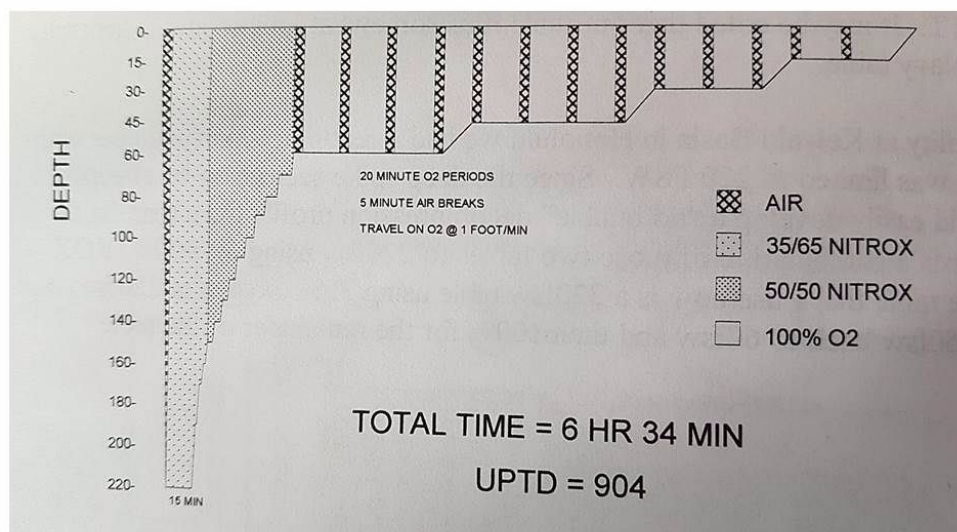 0-
15-
30-
45-
60-
80-
100-
120-
140-
160-
180-
200-
220-
DEPTH
15 MIN
20 MINUTE O2 PERIODS
5 MINUTE AIR BREAKS
TRAVEL ON O2 @ 1 FOOT/MIN
AIR
35/65 NITROX
50/50 NITROX
100% O2
TOTAL TIME = 6 HR 34 MIN
UPTD = 904